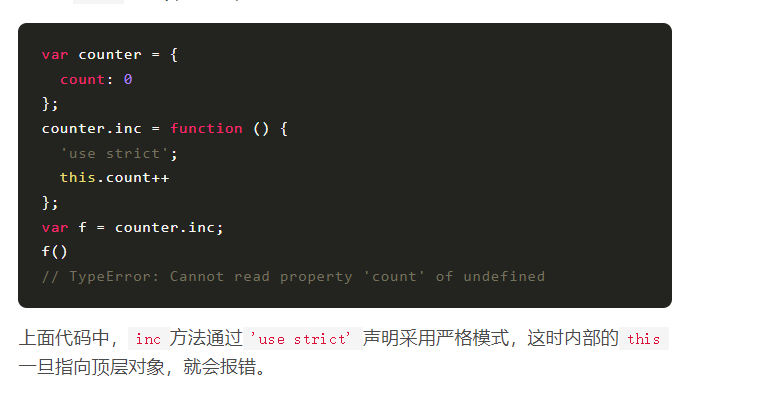 var counter = {
  count: 0
};
counter.inc = function () {
  'use strict';
  this.count++
};
var f = counter.inc;
f()
// TypeError: Cannot read property 'count' of undefined
上面代码中，inc 方法通过 'use strict' 声明采用严格模式，这时内部的 this
一旦指向顶层对象，就会报错。